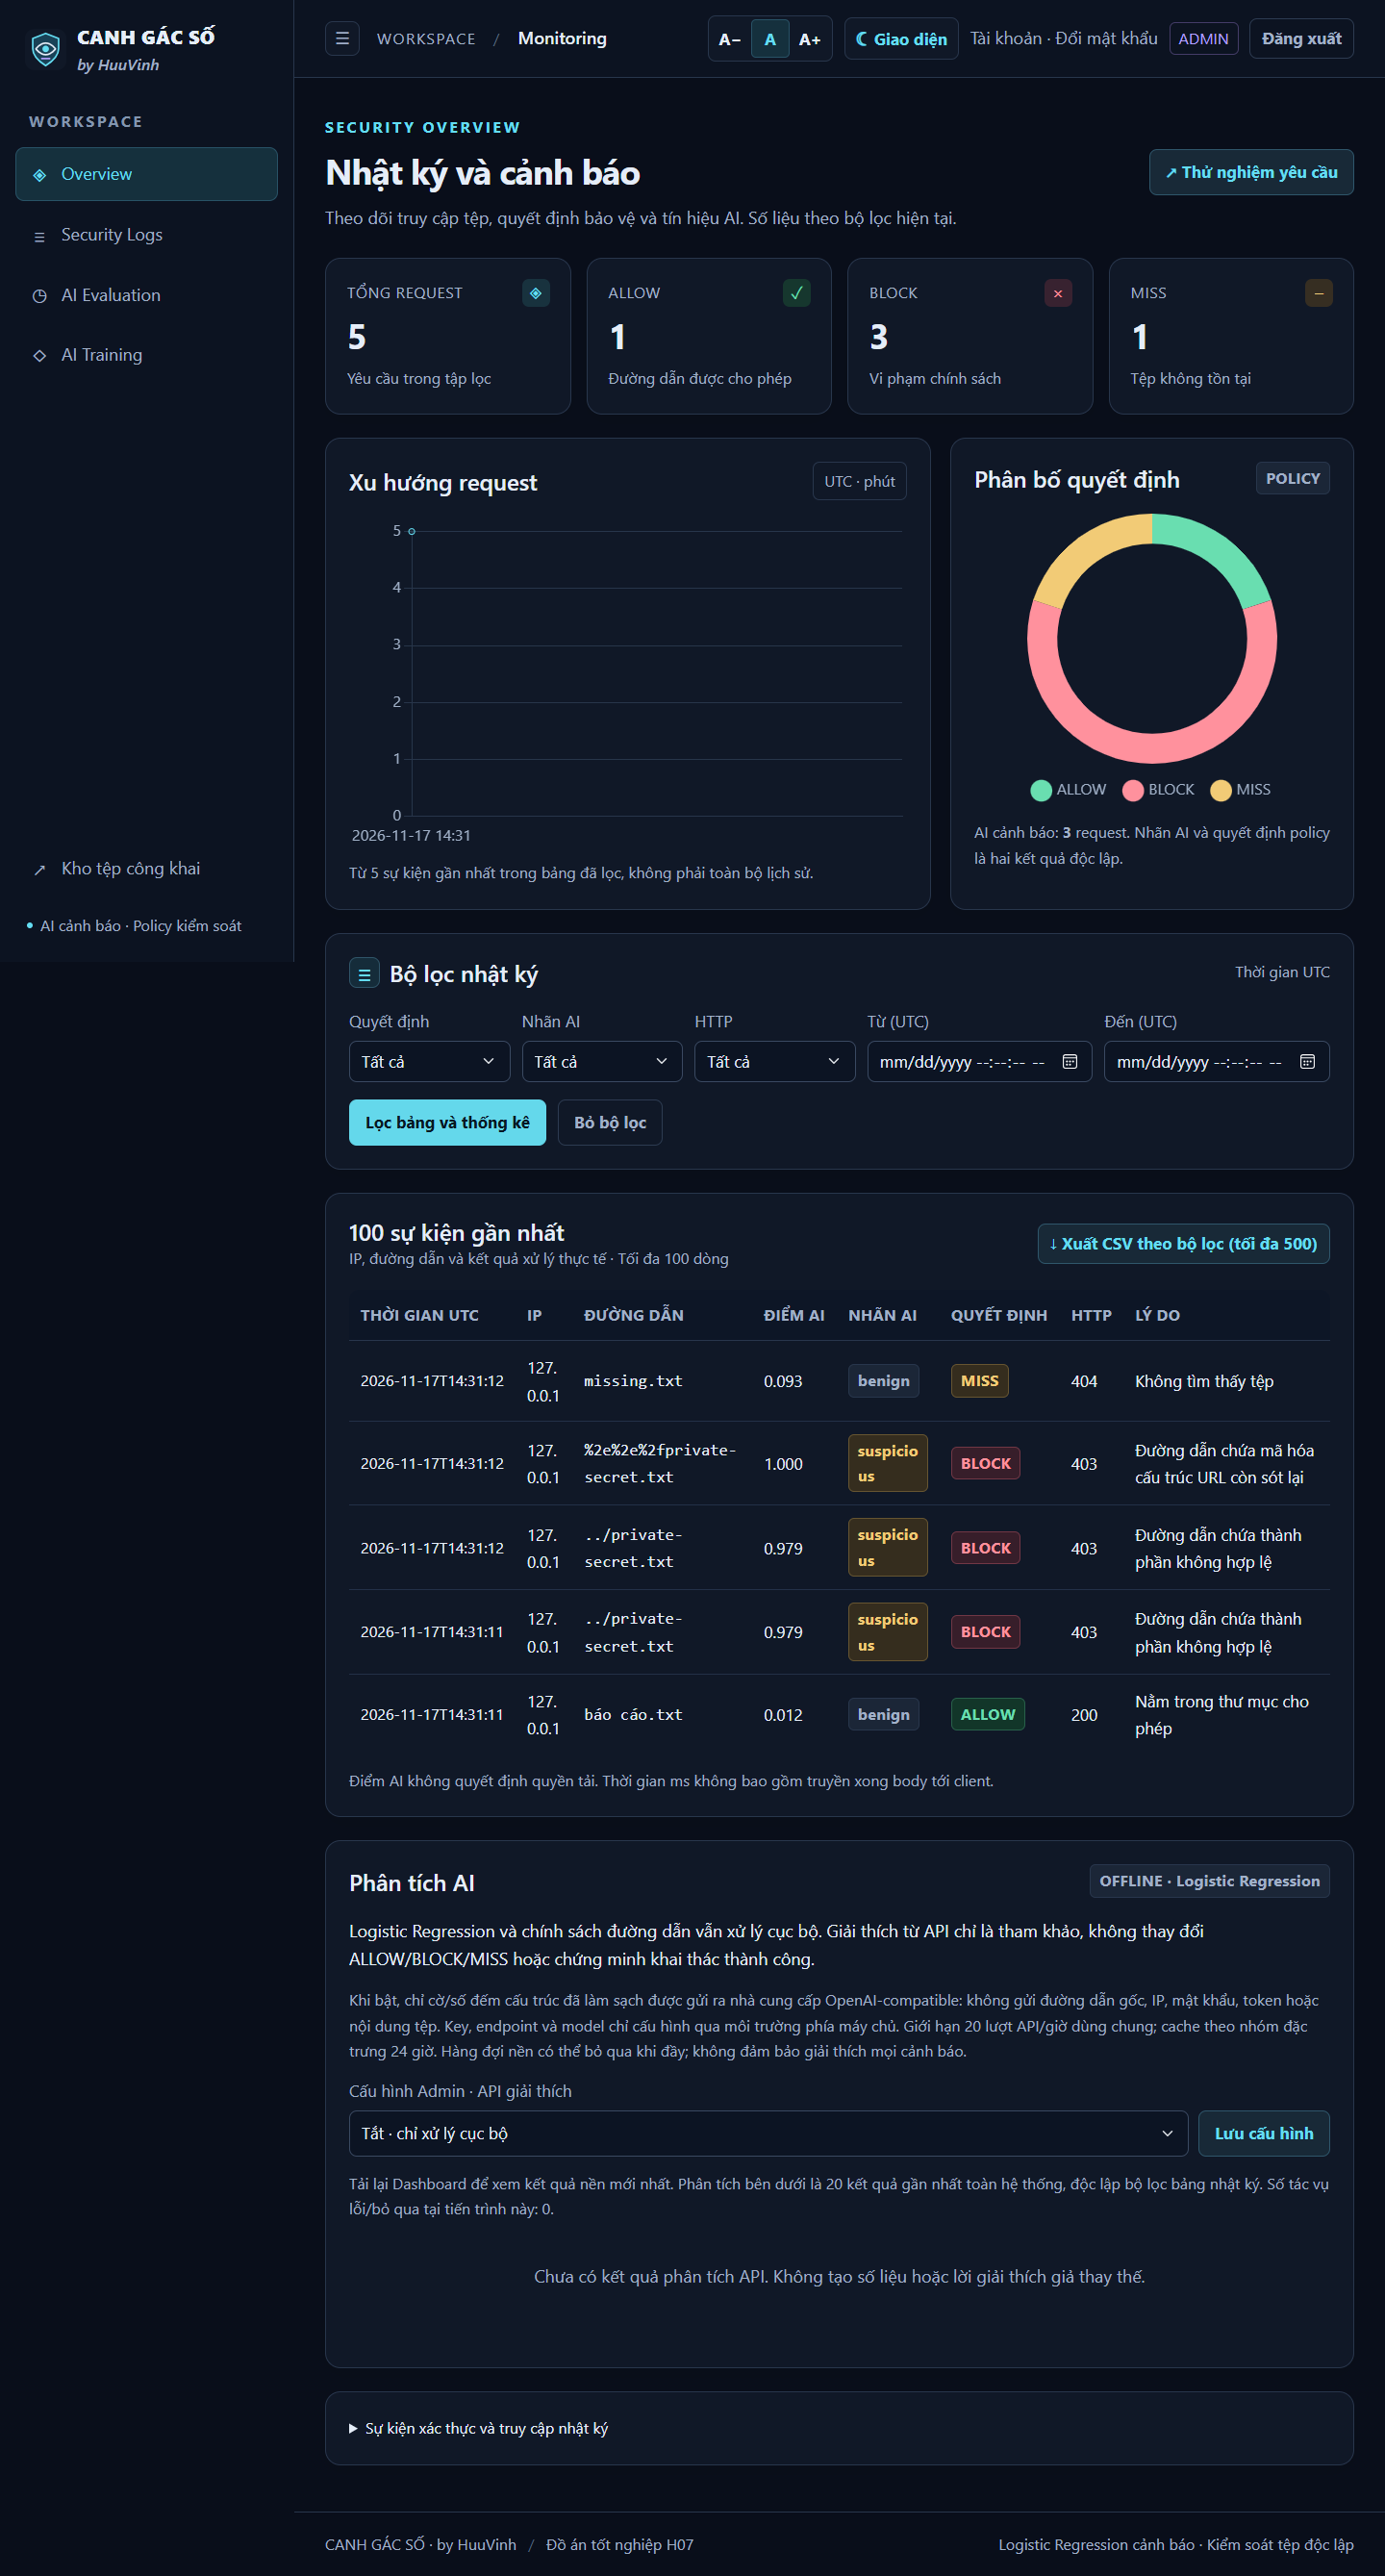 CANH GÁC SỐ
by HuuVinh
WORKSPACE
Overview
Security Logs
AI Evaluation
AI Training
Kho tệp công khai
AI cảnh báo · Policy kiểm soát
WORKSPACE / Monitoring
A− A A+
Giao diện
Tài khoản · Đổi mật khẩu
ADMIN
Đăng xuất
SECURITY OVERVIEW
Nhật ký và cảnh báo
↗ Thử nghiệm yêu cầu
Theo dõi truy cập tệp, quyết định bảo vệ và tín hiệu AI. Số liệu theo bộ lọc hiện tại.
TỔNG REQUEST
5
Yêu cầu trong tập lọc
ALLOW
1
Đường dẫn được cho phép
BLOCK
3
Vi phạm chính sách
MISS
1
Tệp không tồn tại
Xu hướng request
UTC · phút
5
4
3
2
1
0
2026-11-17 14:31
Từ 5 sự kiện gần nhất trong bảng đã lọc, không phải toàn bộ lịch sử.
Phân bố quyết định
POLICY
ALLOW BLOCK MISS
AI cảnh báo: 3 request. Nhãn AI và quyết định policy
là hai kết quả độc lập.
Bộ lọc nhật ký
Thời gian UTC
Quyết định Nhãn AI HTTP Từ (UTC) Đến (UTC)
Tất cả Tất cả Tất cả mm/dd/yyyy --:--:-- -- mm/dd/yyyy --:--:-- --
Lọc bảng và thống kê
Bỏ bộ lọc
100 sự kiện gần nhất
IP, đường dẫn và kết quả xử lý thực tế · Tối đa 100 dòng
↓ Xuất CSV theo bộ lọc (tối đa 500)
THỜI GIAN UTC IP ĐƯỜNG DẪN ĐIỂM AI NHÃN AI QUYẾT ĐỊNH HTTP LÝ DO
2026-11-17T14:31:12 127. missing.txt 0.093 benign MISS 404 Không tìm thấy tệp
0.0.1
2026-11-17T14:31:12 127. %2e%2e%2fprivate- 1.000 suspicio BLOCK 403 Đường dẫn chứa mã hóa
0.0.1 secret.txt us cấu trúc URL còn sót lại
2026-11-17T14:31:12 127. ../private- 0.979 suspicio BLOCK 403 Đường dẫn chứa thành
0.0.1 secret.txt us phần không hợp lệ
2026-11-17T14:31:11 127. ../private- 0.979 suspicio BLOCK 403 Đường dẫn chứa thành
0.0.1 secret.txt us phần không hợp lệ
2026-11-17T14:31:11 127. báo cáo.txt 0.012 benign ALLOW 200 Nằm trong thư mục cho
0.0.1 phép
Điểm AI không quyết định quyền tải. Thời gian ms không bao gồm truyền xong body tới client.
Phân tích AI
OFFLINE · Logistic Regression
Logistic Regression và chính sách đường dẫn vẫn xử lý cục bộ. Giải thích từ API chỉ là tham khảo, không thay đổi
ALLOW/BLOCK/MISS hoặc chứng minh khai thác thành công.
Khi bật, chỉ cờ/số đếm cấu trúc đã làm sạch được gửi ra nhà cung cấp OpenAI-compatible: không gửi đường dẫn gốc, IP, mật khẩu, token hoặc
nội dung tệp. Key, endpoint và model chỉ cấu hình qua môi trường phía máy chủ. Giới hạn 20 lượt API/giờ dùng chung; cache theo nhóm đặc
trưng 24 giờ. Hàng đợi nền có thể bỏ qua khi đầy; không đảm bảo giải thích mọi cảnh báo.
Cấu hình Admin · API giải thích
Tắt · chỉ xử lý cục bộ
Lưu cấu hình
Tải lại Dashboard để xem kết quả nền mới nhất. Phân tích bên dưới là 20 kết quả gần nhất toàn hệ thống, độc lập bộ lọc bảng nhật ký. Số tác vụ
lỗi/bỏ qua tại tiến trình này: 0.
Chưa có kết quả phân tích API. Không tạo số liệu hoặc lời giải thích giả thay thế.
Sự kiện xác thực và truy cập nhật ký
CANH GÁC SỐ · by HuuVinh / Đồ án tốt nghiệp H07
Logistic Regression cảnh báo · Kiểm soát tệp độc lập